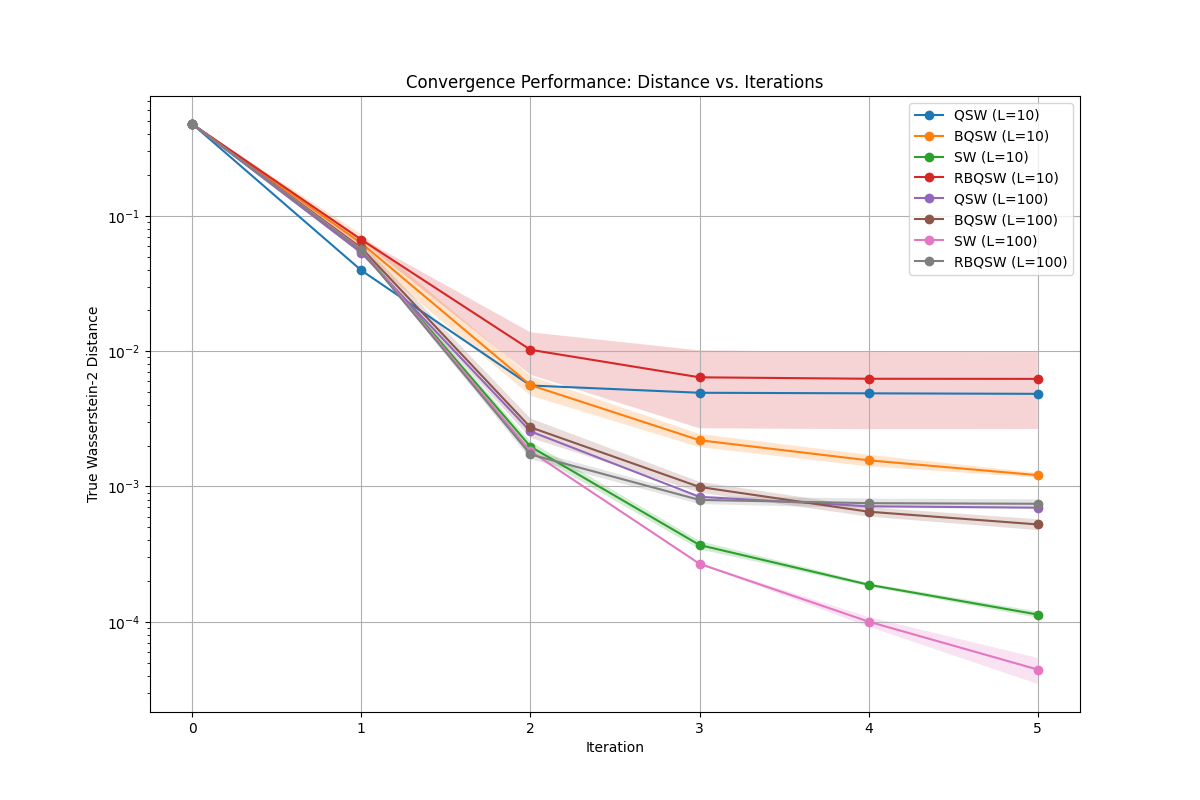 Convergence Performance: Distance vs. Iterations
True Wasserstein-2 Distance
10⁻¹
10⁻²
10⁻³
10⁻⁴
QSW (L=10)
BQSW (L=10)
SW (L=10)
RBQSW (L=10)
QSW (L=100)
BQSW (L=100)
SW (L=100)
RBQSW (L=100)
0 1 2 3 4 5
Iteration